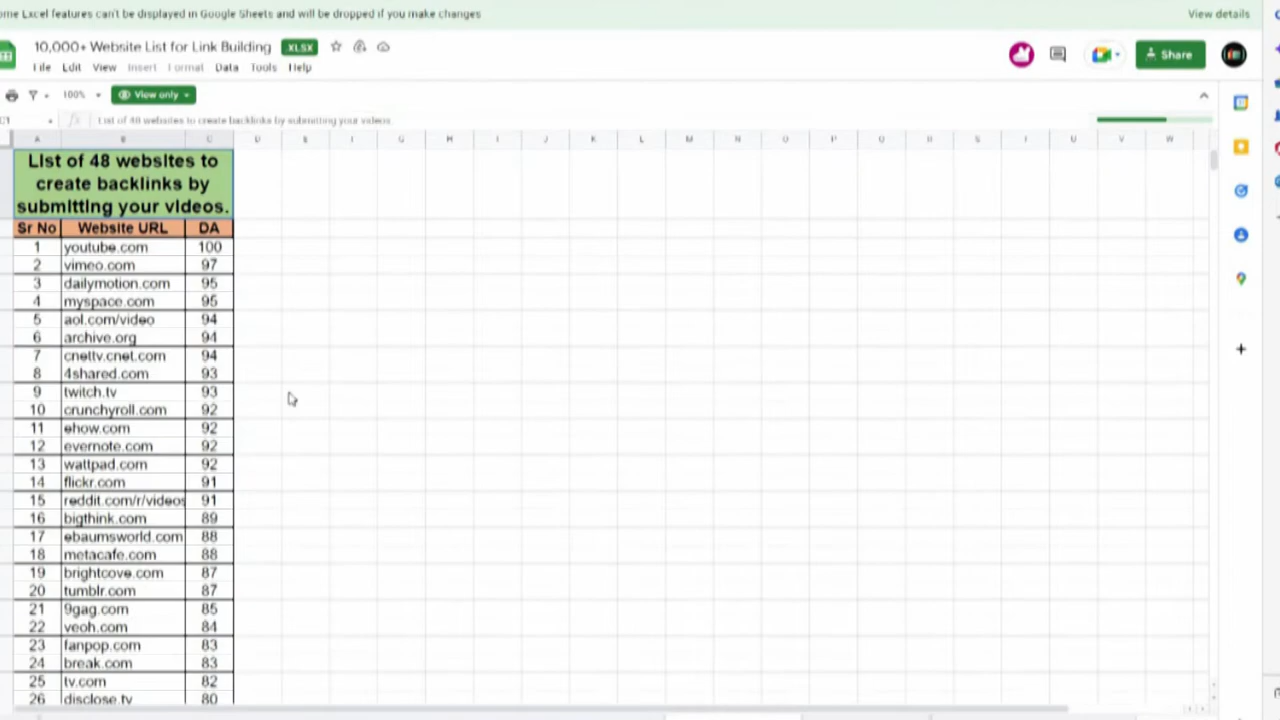 ome Excel features can't be displayed in Google Sheets and will be dropped if you make changes
View details
10,000+ Website List for Link Building XLSX
File Edit View Insert Format Data Tools Help
Share
100% View only
C1 fx List of 48 websites to create backlinks by submitting your videos.
A B C D E F G H I J K L M N O P Q R S T U V W
List of 48 websites to
create backlinks by
submitting your videos.
Sr No Website URL DA
1 youtube.com 100
2 vimeo.com 97
3 dailymotion.com 95
4 myspace.com 95
5 aol.com/video 94
6 archive.org 94
7 cnettv.cnet.com 94
8 4shared.com 93
9 twitch.tv 93
10 crunchyroll.com 92
11 ehow.com 92
12 evernote.com 92
13 wattpad.com 92
14 flickr.com 91
15 reddit.com/r/videos 91
16 bigthink.com 89
17 ebaumsworld.com 88
18 metacafe.com 88
19 brightcove.com 87
20 tumblr.com 87
21 9gag.com 85
22 veoh.com 84
23 fanpop.com 83
24 break.com 83
25 tv.com 82
26 disclose.tv 80